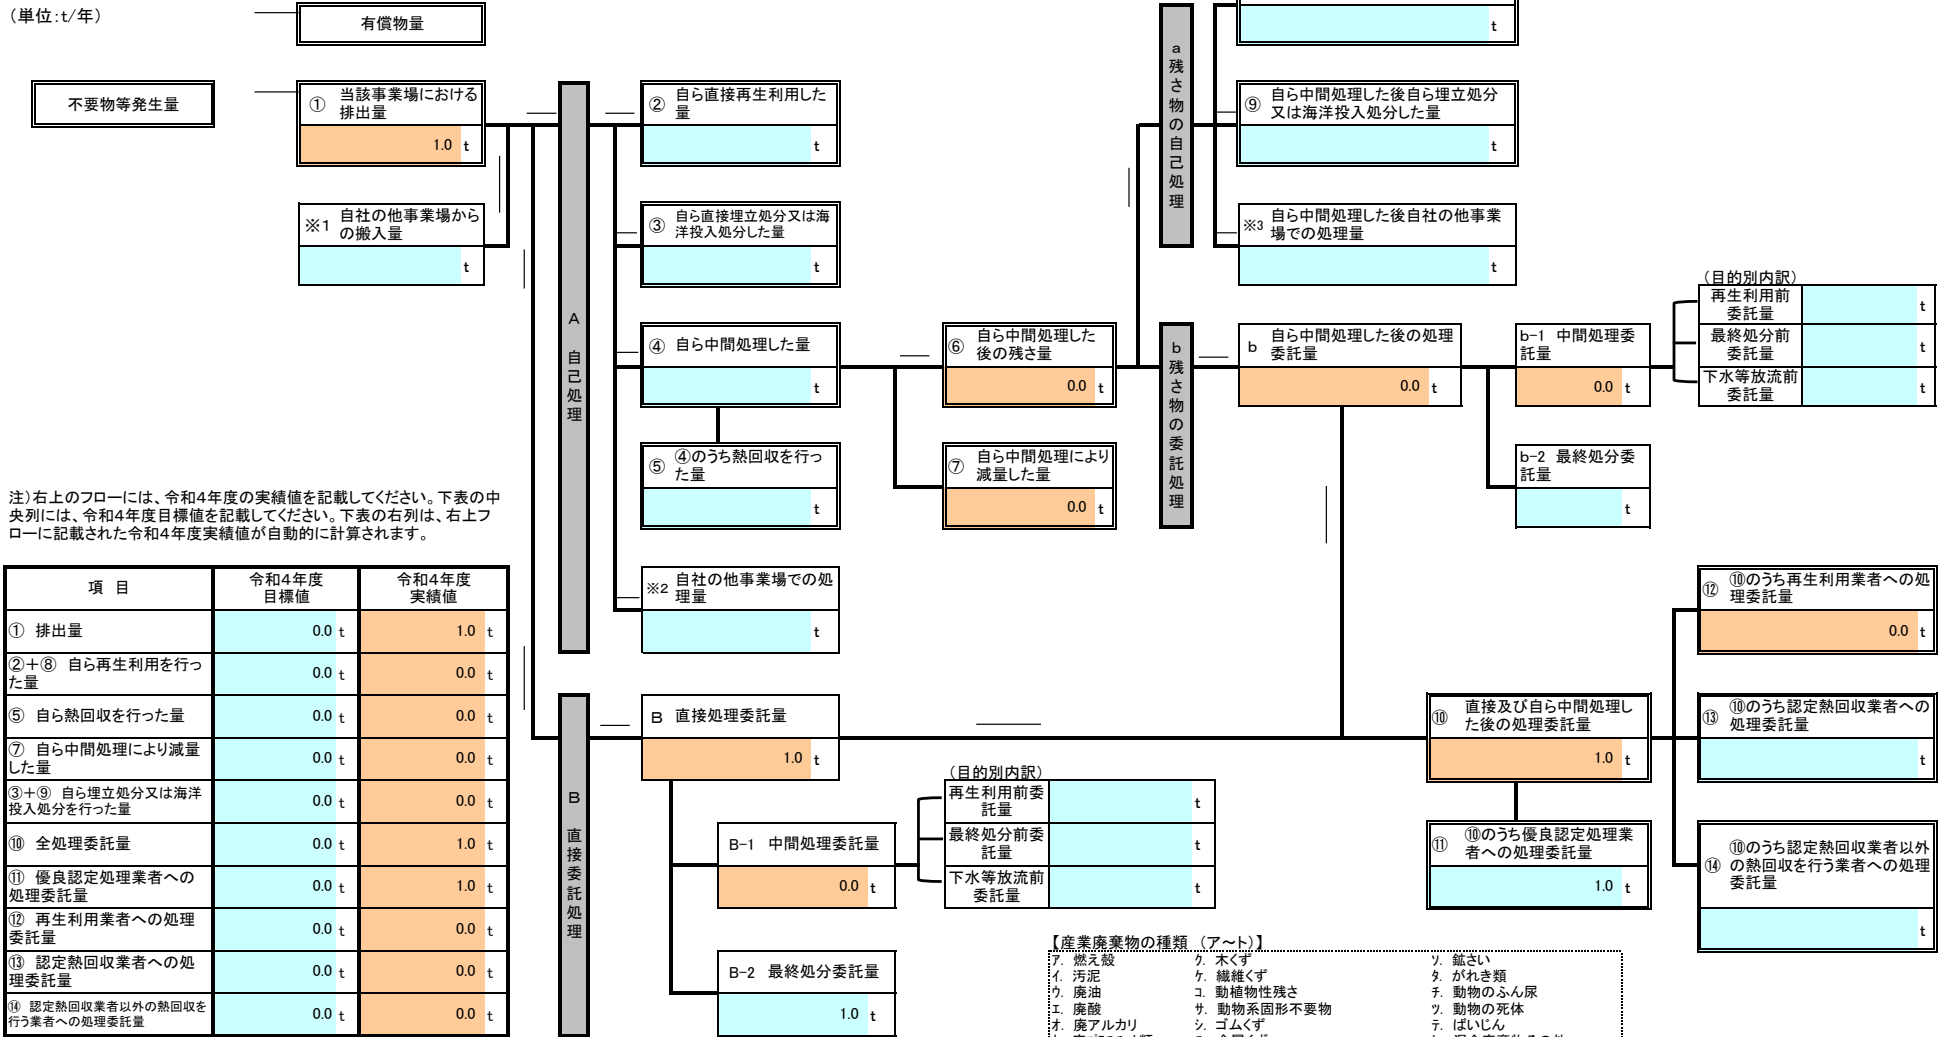 (単位:t/年)
有償物量
t
不要物等発生量
① 当該事業場における
排出量
1.0 t
※1 自社の他事業場から
の搬入量
t
A 自己処理
② 自ら直接再生利用した
量
t
③ 自ら直接埋立処分又は海
洋投入処分した量
t
④ 自ら中間処理した量
t
⑤ ④のうち熱回収を行っ
た量
t
※2 自社の他事業場での処
理量
t
⑥ 自ら中間処理した
後の残さ量
0.0 t
⑦ 自ら中間処理により
減量した量
0.0 t
a 残さ物の自己処理
⑨ 自ら中間処理した後自ら埋立処分
又は海洋投入処分した量
t
※3 自ら中間処理した後自社の他事業
場での処理量
t
b 残さ物の委託処理
b 自ら中間処理した後の処理
委託量
0.0 t
b-1 中間処理委
託量
0.0 t
b-2 最終処分委
託量
t
(目的別内訳)
再生利用前
委託量
t
最終処分前
委託量
t
下水等放流前
委託量
t
注)右上のフローには、令和4年度の実績値を記載してください。下表の中
央列には、令和4年度目標値を記載してください。下表の右列は、右上フ
ローに記載された令和4年度実績値が自動的に計算されます。
項 目
令和4年度
目標値
令和4年度
実績値
① 排出量 0.0 t 1.0 t
②+⑧ 自ら再生利用を行っ
た量 0.0 t 0.0 t
⑤ 自ら熱回収を行った量 0.0 t 0.0 t
⑦ 自ら中間処理により減量
した量 0.0 t 0.0 t
③+⑨ 自ら埋立処分又は海洋
投入処分を行った量 0.0 t 0.0 t
⑩ 全処理委託量 0.0 t 1.0 t
⑪ 優良認定処理業者への
処理委託量 0.0 t 1.0 t
⑫ 再生利用業者への処理
委託量 0.0 t 0.0 t
⑬ 認定熱回収業者への処
理委託量 0.0 t 0.0 t
⑭ 認定熱回収業者以外の熱回収を
行う業者への処理委託量 0.0 t 0.0 t
B 直接委託処理
B 直接処理委託量
1.0 t
B-1 中間処理委託量
0.0 t
B-2 最終処分委託量
1.0 t
(目的別内訳)
再生利用前委
託量
t
最終処分前委
託量
t
下水等放流前
委託量
t
⑩ 直接及び自ら中間処理し
た後の処理委託量
1.0 t
⑪ ⑩のうち優良認定処理業
者への処理委託量
1.0 t
⑫ ⑩のうち再生利用業者への処
理委託量
0.0 t
⑬ ⑩のうち認定熱回収業者への
処理委託量
t
⑭ ⑩のうち認定熱回収業者以外
の熱回収を行う業者への処理
委託量
t
【産業廃棄物の種類 (ア~ト)】
ア. 燃え殻 ク. 木くず ソ. 鉱さい
イ. 汚泥 ケ. 繊維くず タ. がれき類
ウ. 廃油 コ. 動植物性残さ チ. 動物のふん尿
エ. 廃酸 サ. 動物系固形不要物 ツ. 動物の死体
オ. 廃アルカリ シ. ゴムくず テ. ばいじん